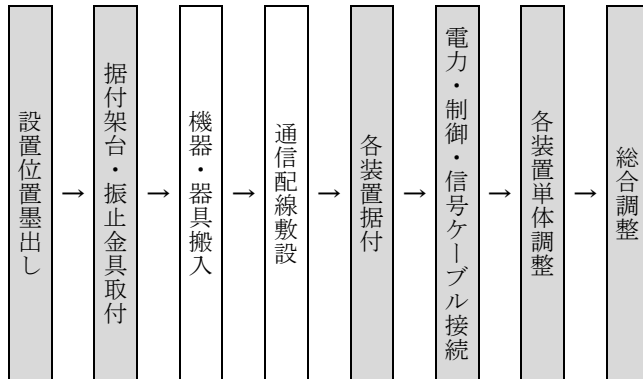 設置位置墨出し
→
据付架台・振止金具取付
→
機器・器具搬入
→
通信配線敷設
→
各装置据付
→
電力・制御・信号ケーブル接続
→
各装置単体調整
→
総合調整